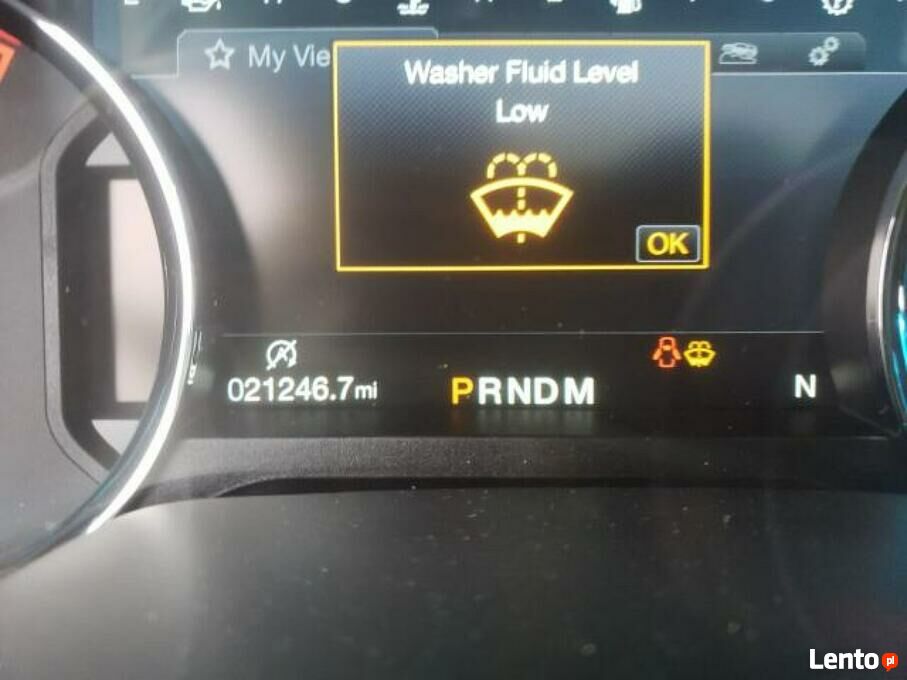 My Vie
Washer Fluid Level
Low
OK
021246.7mi
PRNDM
N
Lento pl